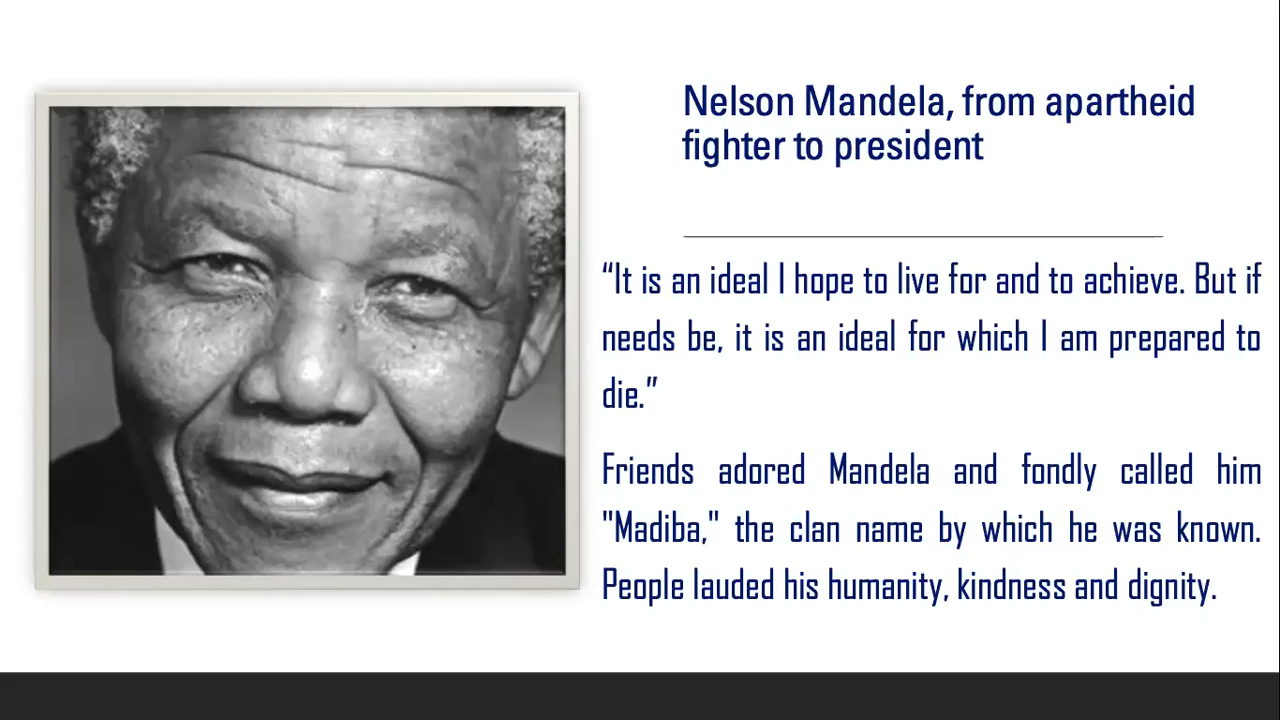 Nelson Mandela, from apartheid
fighter to president
“It is an ideal I hope to live for and to achieve. But if
needs be, it is an ideal for which I am prepared to
die.”
Friends adored Mandela and fondly called him
"Madiba," the clan name by which he was known.
People lauded his humanity, kindness and dignity.